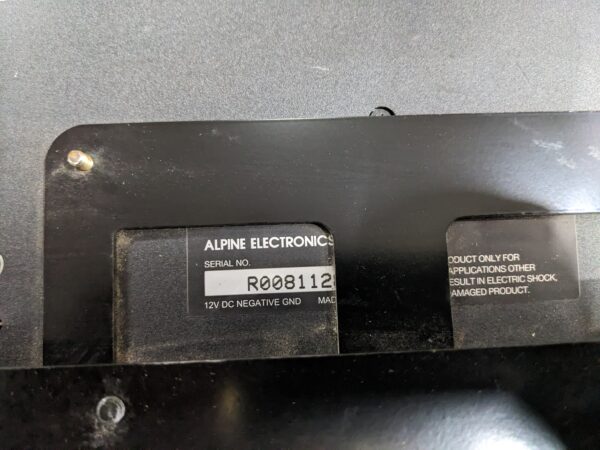 ALPINE ELECTRONICS
SERIAL NO.
R008112
12V DC NEGATIVE GND MAD
ODUCT ONLY FOR
APPLICATIONS OTHER
ESULT IN ELECTRIC SHOCK,
AMAGED PRODUCT.